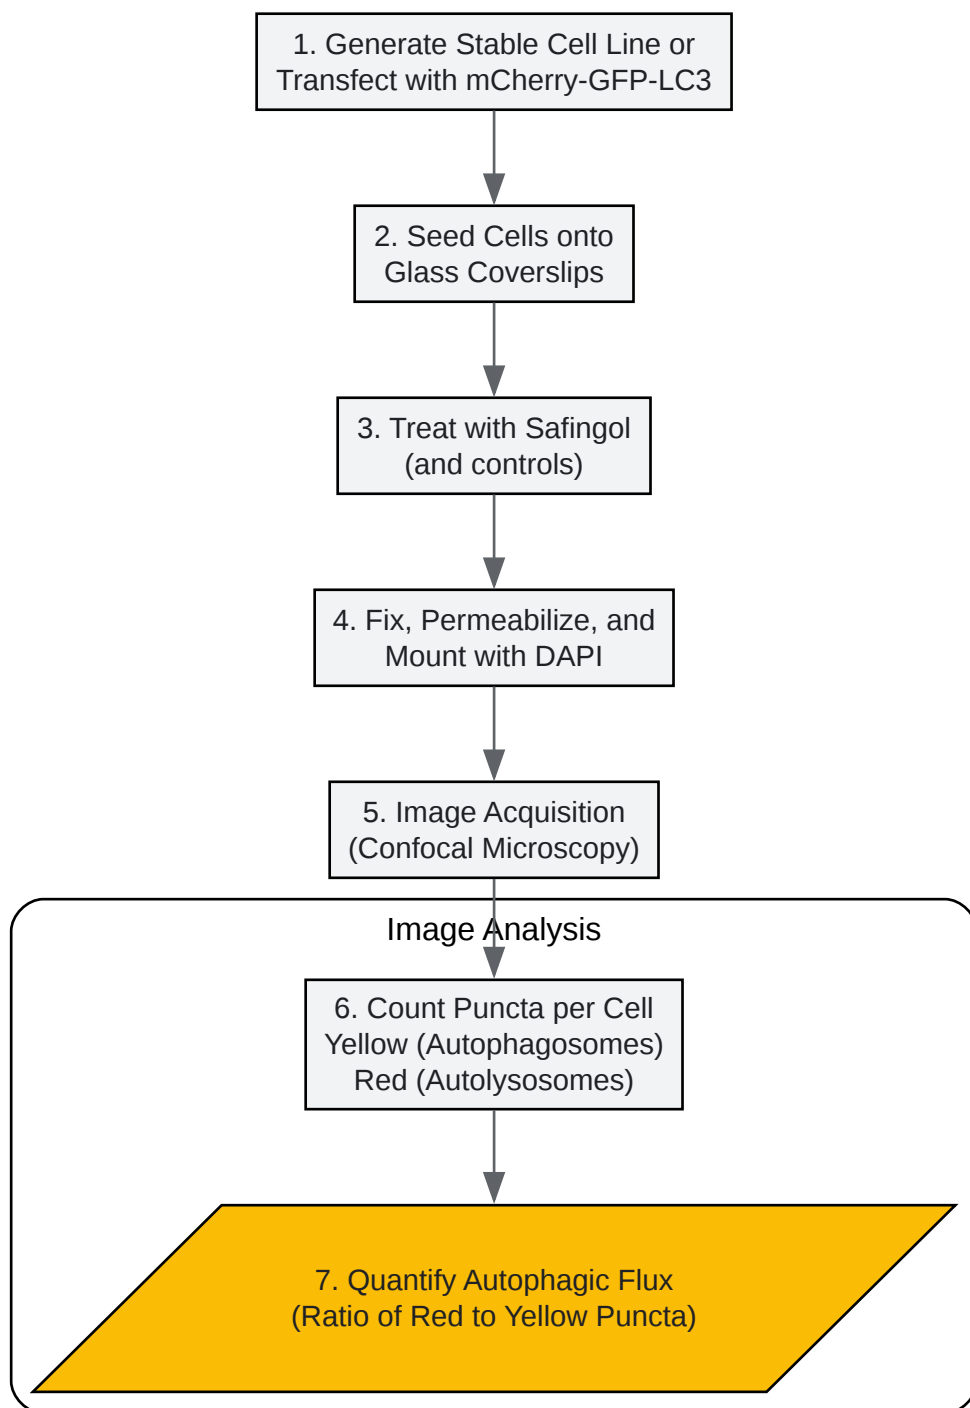 1. Generate Stable Cell Line or
Transfect with mCherry-GFP-LC3
2. Seed Cells onto
Glass Coverslips
3. Treat with Safingol
(and controls)
4. Fix, Permeabilize, and
Mount with DAPI
5. Image Acquisition
(Confocal Microscopy)
Image Analysis
6. Count Puncta per Cell
Yellow (Autophagosomes)
Red (Autolysosomes)
7. Quantify Autophagic Flux
(Ratio of Red to Yellow Puncta)